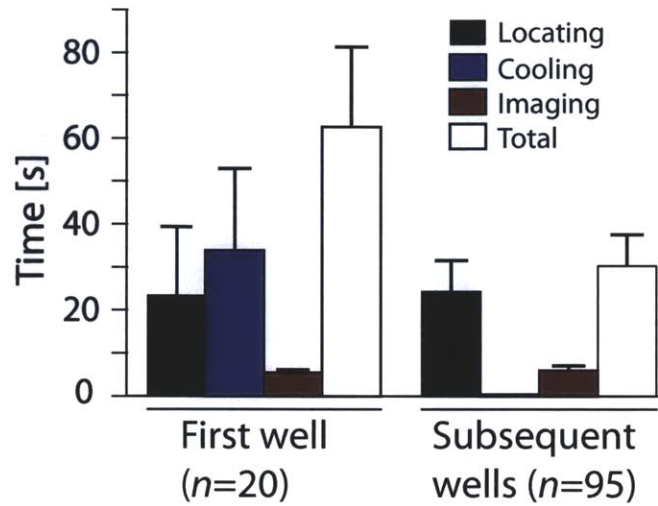 Time [s]
80
60
40
20
0
Locating
Cooling
Imaging
Total
First well
(n=20)
Subsequent
wells (n=95)